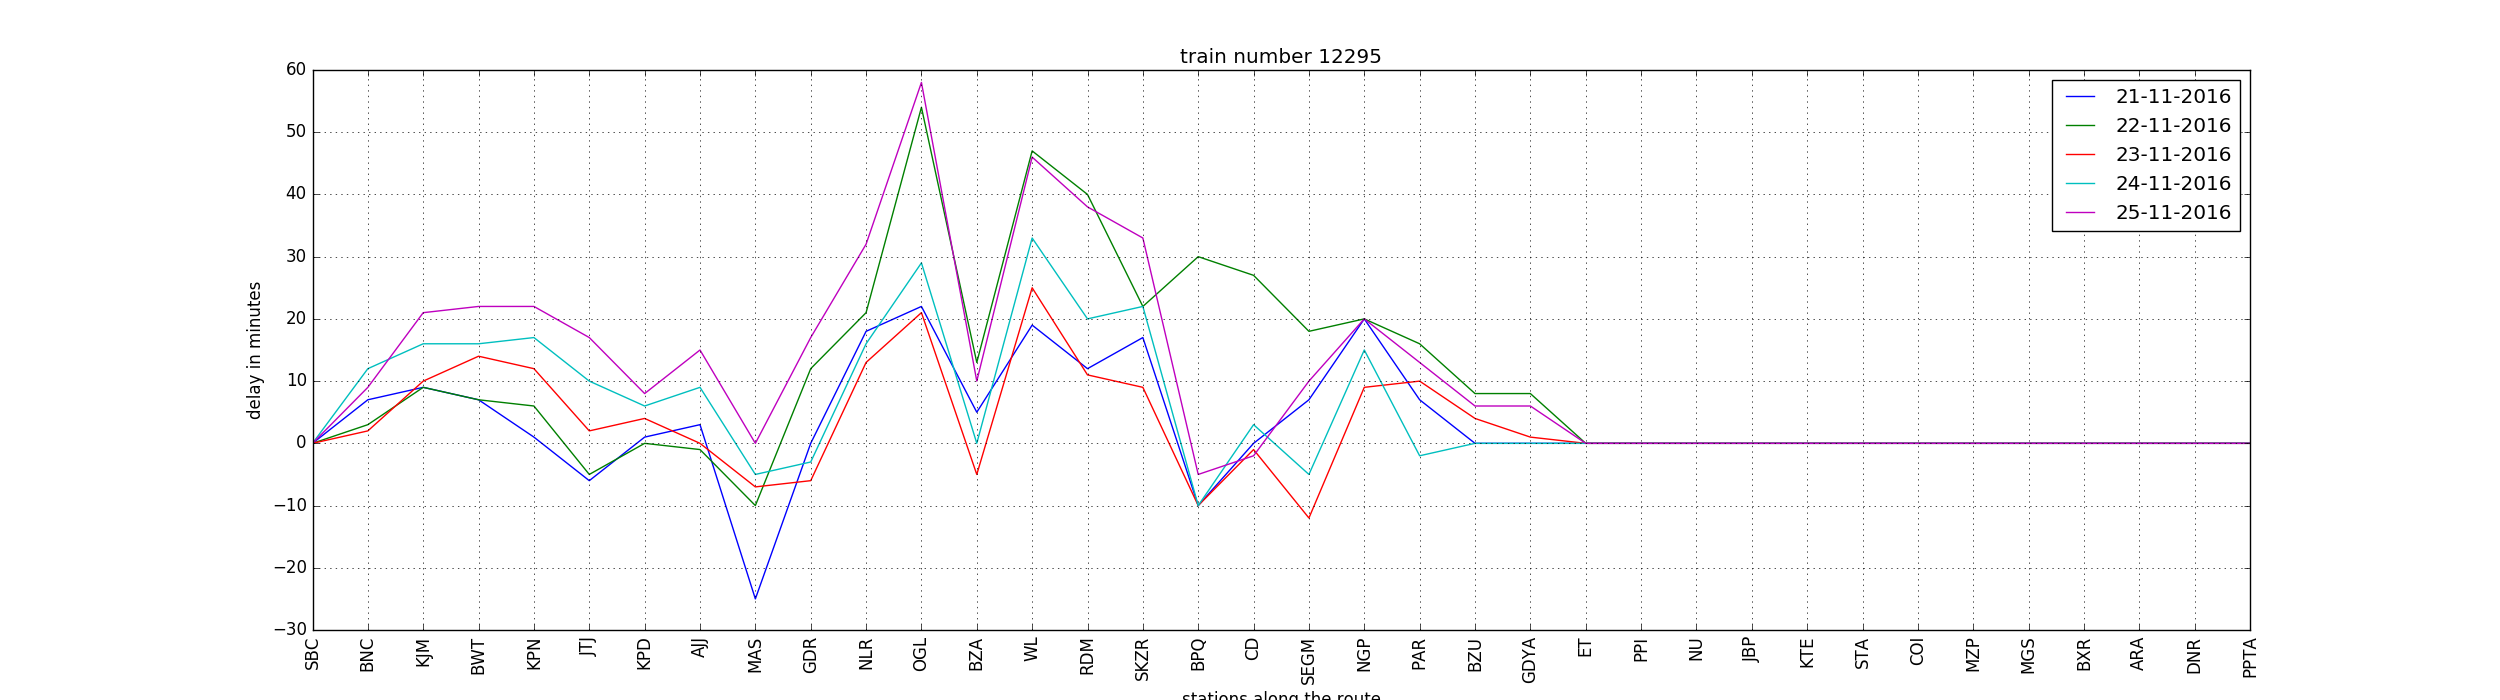 train number 12295
60
50
40
30
20
10
0
−10
−20
−30
delay in minutes
21-11-2016
22-11-2016
23-11-2016
24-11-2016
25-11-2016
SBC
BNC
KJM
BWT
KPN
JTJ
KPD
AJJ
MAS
GDR
NLR
OGL
BZA
WL
RDM
SKZR
BPQ
CD
SEGM
NGP
PAR
BZU
GDYA
ET
PPI
NU
JBP
KTE
STA
COI
MZP
MGS
BXR
ARA
DNR
PPTA
stations along the route